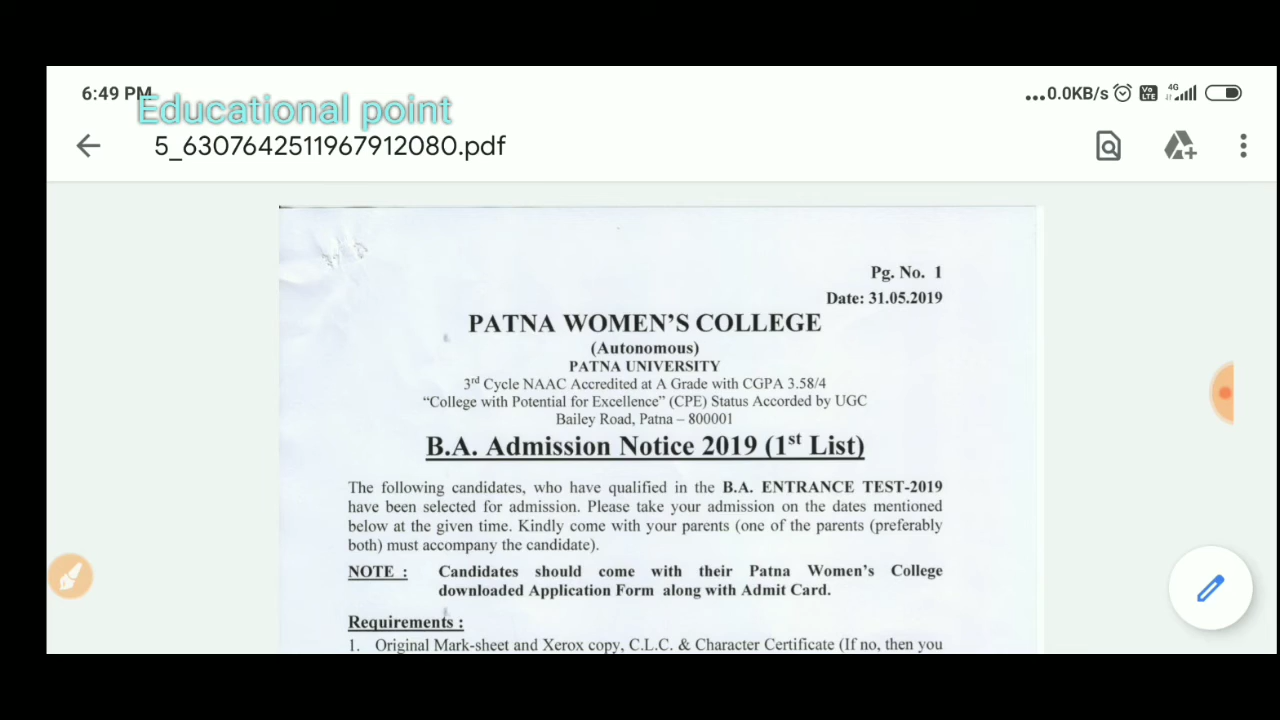 6:49 PM
...0.0KB/s Vo LTE 4G
Educational point
5_6307642511967912080.pdf
Pg. No. 1
Date: 31.05.2019
PATNA WOMEN'S COLLEGE
(Autonomous)
PATNA UNIVERSITY
3rd Cycle NAAC Accredited at A Grade with CGPA 3.58/4
“College with Potential for Excellence” (CPE) Status Accorded by UGC
Bailey Road, Patna – 800001
B.A. Admission Notice 2019 (1st List)
The following candidates, who have qualified in the B.A. ENTRANCE TEST-2019
have been selected for admission. Please take your admission on the dates mentioned
below at the given time. Kindly come with your parents (one of the parents (preferably
both) must accompany the candidate).
NOTE : Candidates should come with their Patna Women's College
downloaded Application Form along with Admit Card.
Requirements :
1. Original Mark-sheet and Xerox copy, C.L.C. & Character Certificate (If no, then you